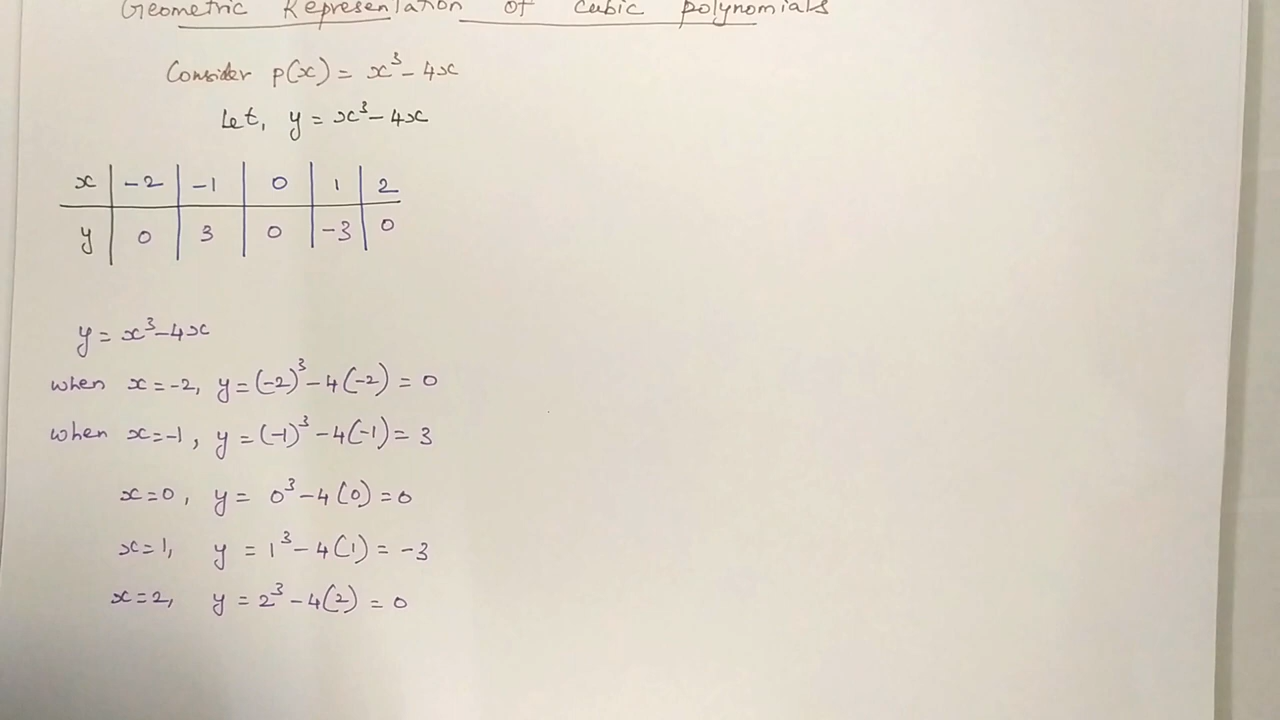 Geometric Representation of Cubic polynomials
Consider p(x) = x³ - 4x
Let, y = x³ - 4x
x | -2 | -1 | 0 | 1 | 2
y | 0 | 3 | 0 | -3 | 0
y = x³-4x
when x = -2, y = (-2)³ - 4(-2) = 0
when x=-1, y = (-1)³ - 4(-1) = 3
x=0, y = 0³ - 4(0) = 0
x=1, y = 1³ - 4(1) = -3
x=2, y = 2³ - 4(2) = 0